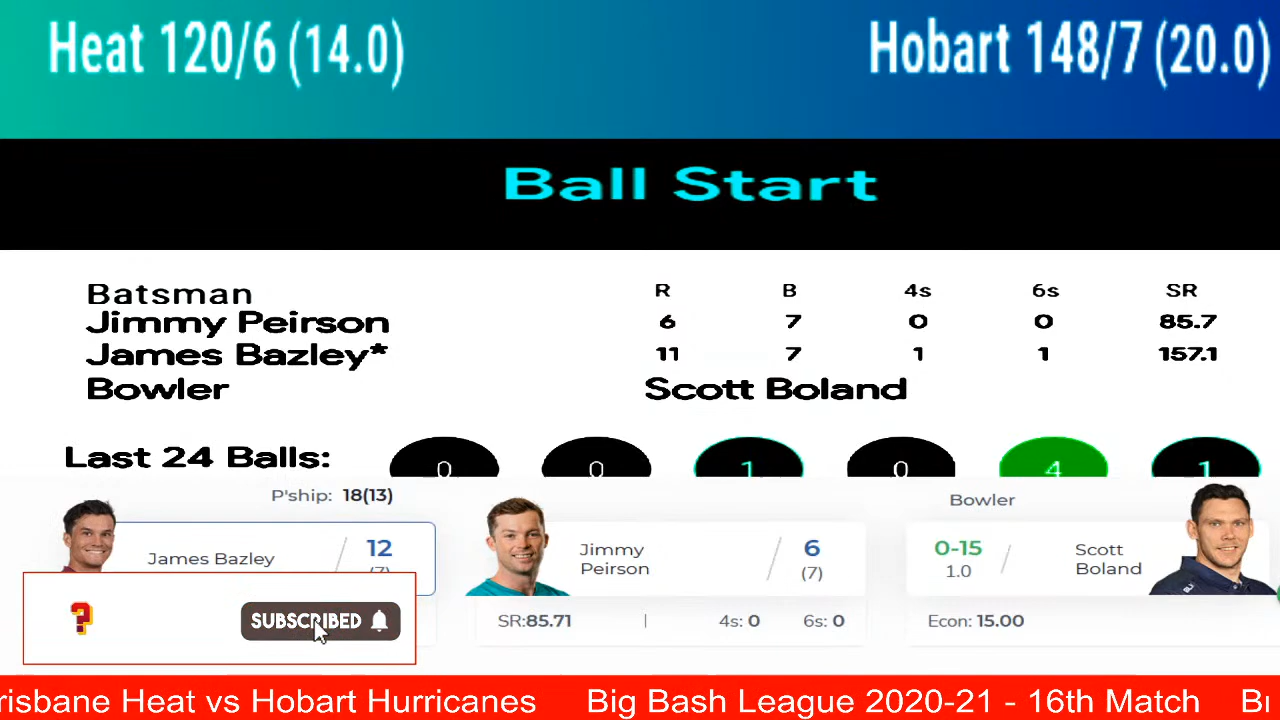 Heat 120/6 (14.0)
Hobart 148/7 (20.0)
Ball Start
Batsman R B 4s 6s SR
Jimmy Peirson 6 7 0 0 85.7
James Bazley* 11 7 1 1 157.1
Bowler Scott Boland
Last 24 Balls: 0 0 1 0 4 1
P'ship: 18(13)
Bowler
James Bazley 12 (7)
Jimmy Peirson 6 (7)
0-15 1.0 Scott Boland
?
SUBSCRIBED
SR:85.71 4s: 0 6s: 0
Econ: 15.00
risbane Heat vs Hobart Hurricanes Big Bash League 2020-21 - 16th Match